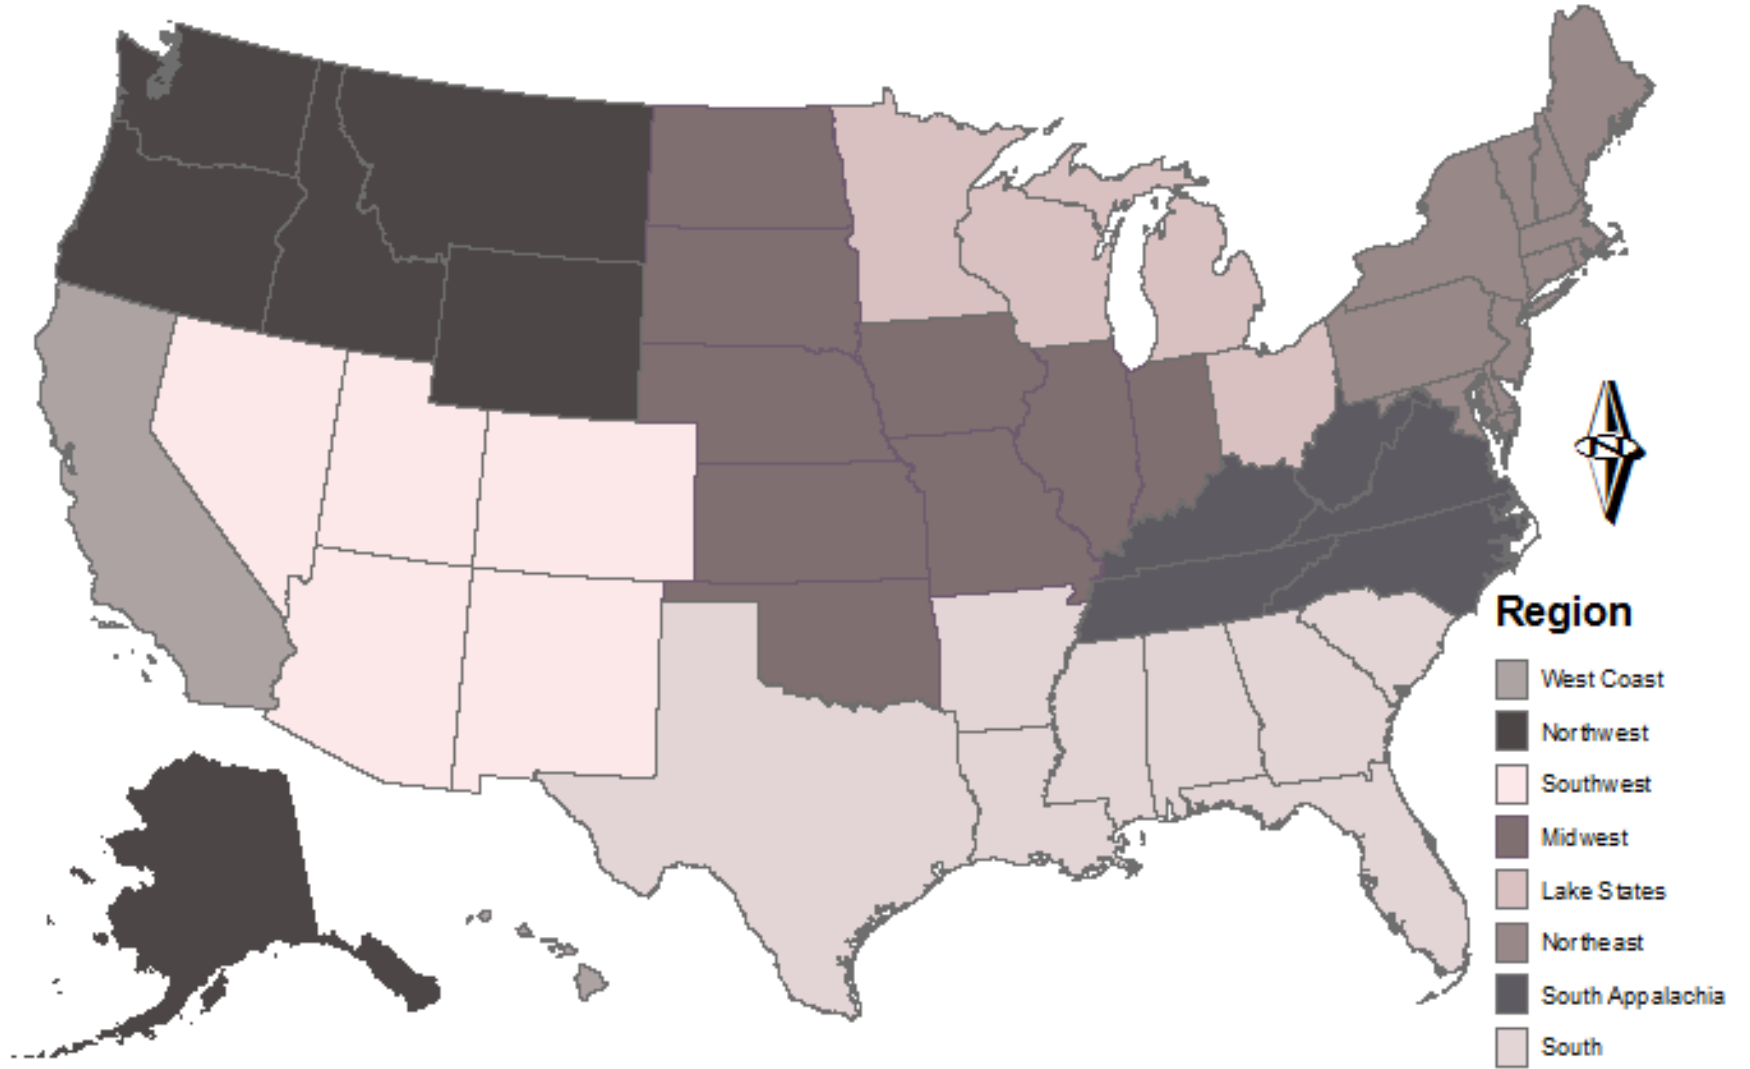 N
Region
West Coast
Northwest
Southwest
Midwest
Lake States
Northeast
South Appalachia
South